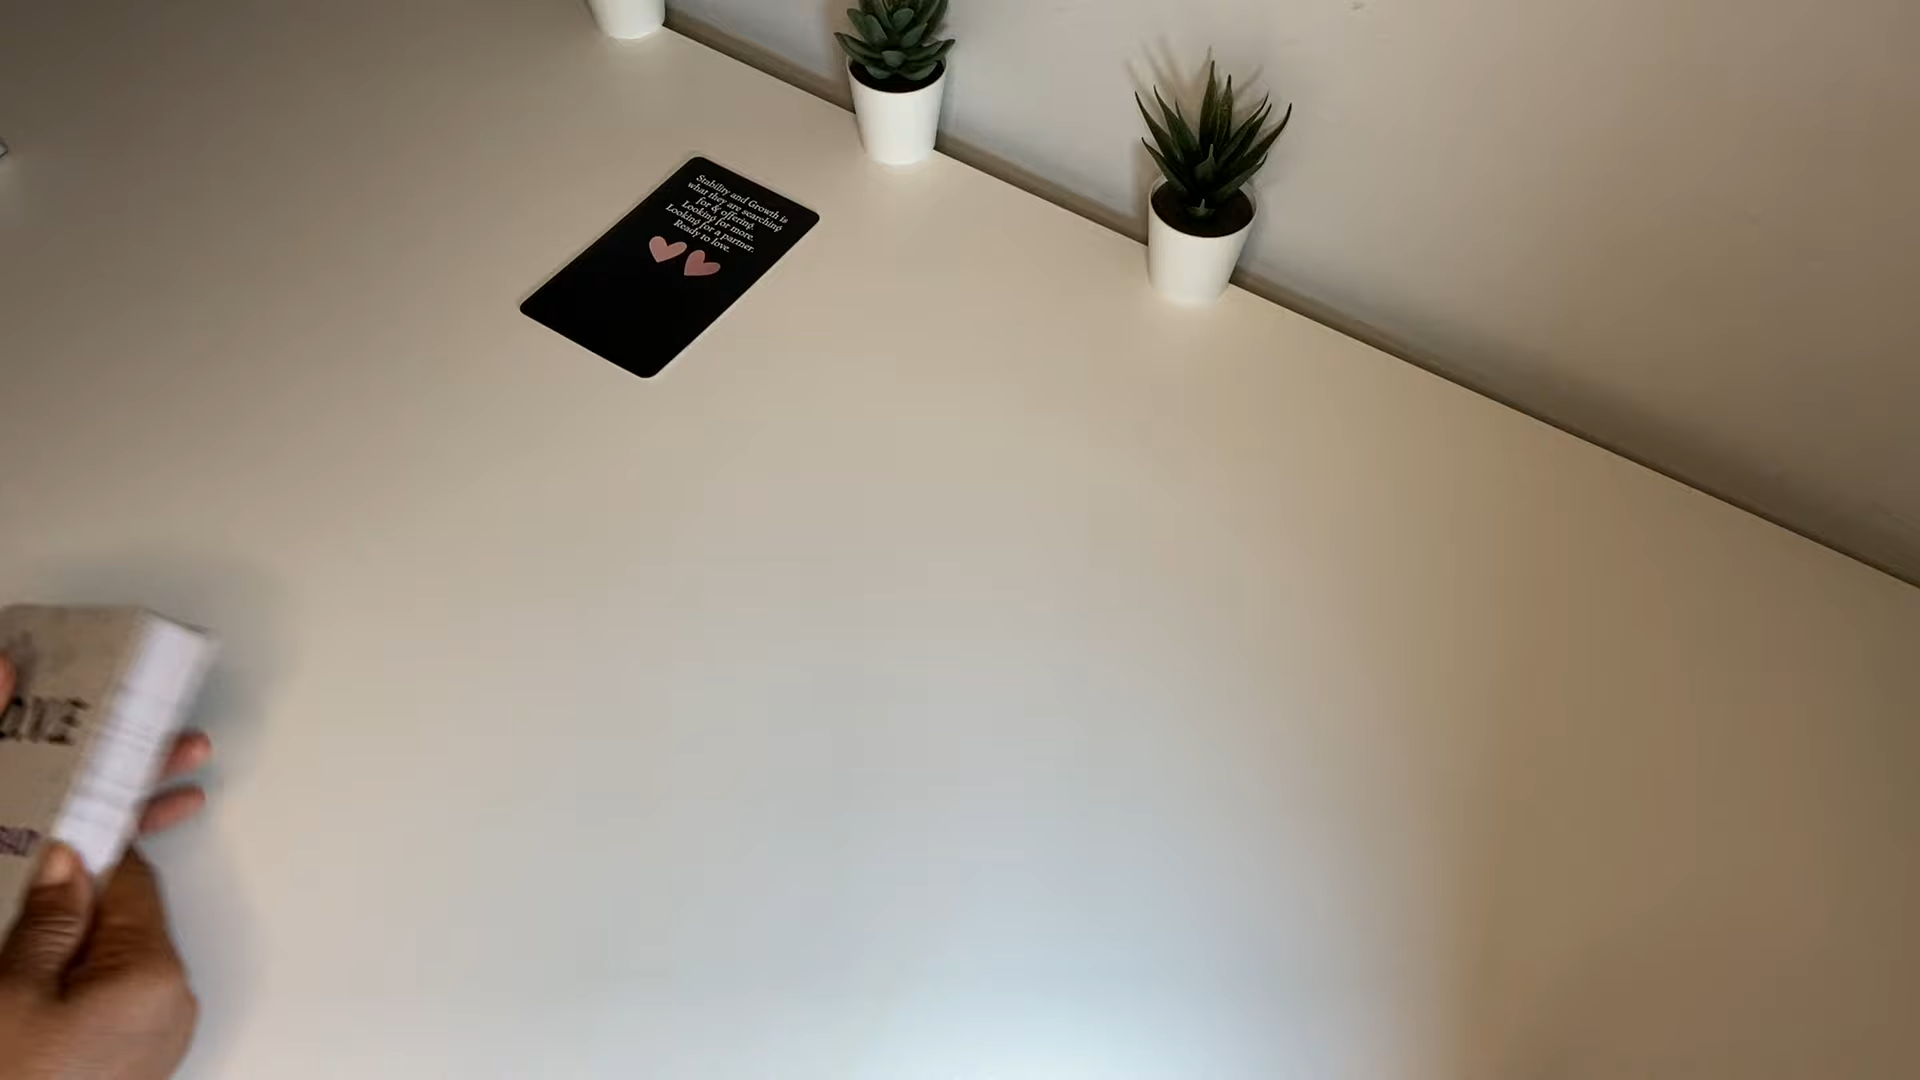 Stability and Growth is
what they are searching
for & offering.
Looking for more.
Looking for a partner.
Ready to love.